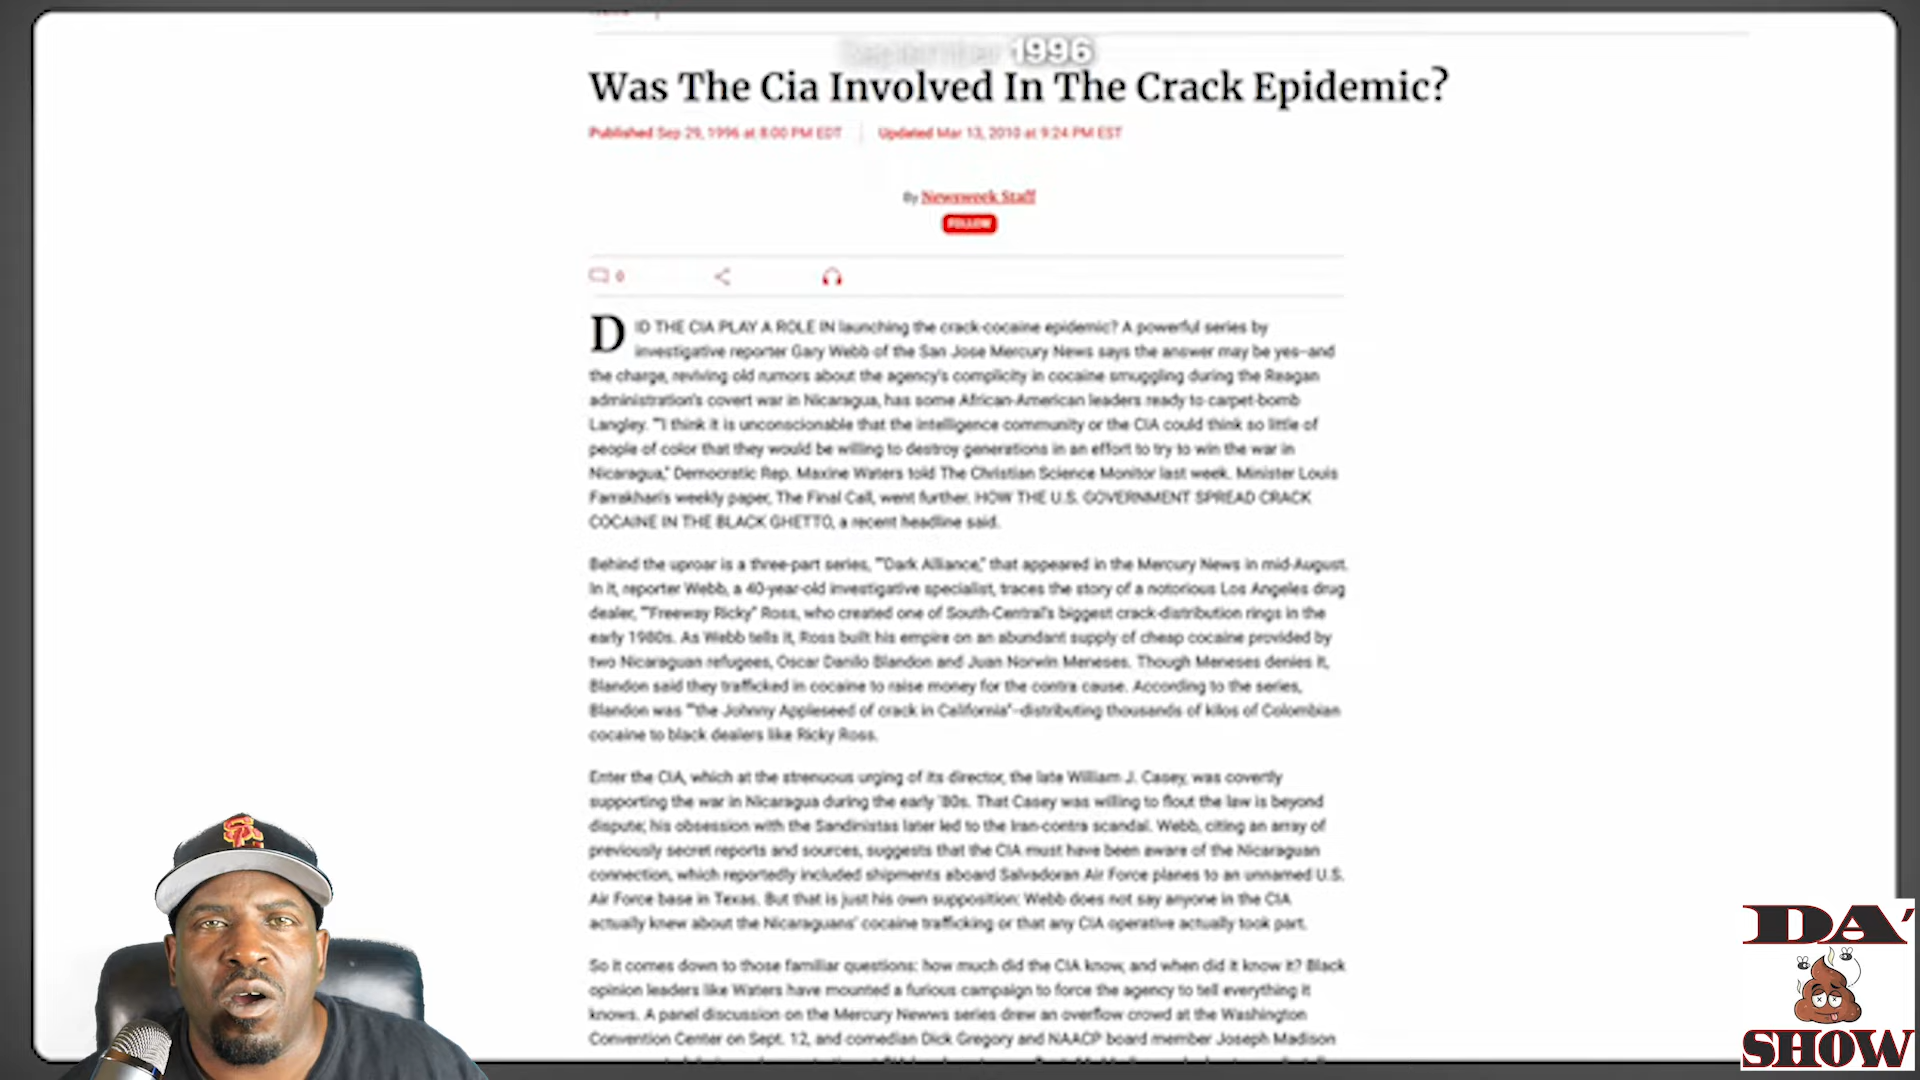 September 1996
Was The Cia Involved In The Crack Epidemic?
Published Sep 29, 1996 at 8:00 PM EDT
Updated Mar 13, 2010 at 9:24 PM EST
By Newsweek Staff
FOLLOW
0
DID THE CIA PLAY A ROLE IN launching the crack-cocaine epidemic? A powerful series by
investigative reporter Gary Webb of the San Jose Mercury News says the answer may be yes--and
the charge, reviving old rumors about the agency's complicity in cocaine smuggling during the Reagan
administration's covert war in Nicaragua, has some African-American leaders ready to carpet-bomb
Langley. "'I think it is unconscionable that the intelligence community or the CIA could think so little of
people of color that they would be willing to destroy generations in an effort to try to win the war in
Nicaragua,'' Democratic Rep. Maxine Waters told The Christian Science Monitor last week. Minister Louis
Farrakhan's weekly paper, The Final Call, went further. HOW THE U.S. GOVERNMENT SPREAD CRACK
COCAINE IN THE BLACK GHETTO, a recent headline said.
Behind the uproar is a three-part series, "'Dark Alliance,'' that appeared in the Mercury News in mid-August.
In it, reporter Webb, a 40-year-old investigative specialist, traces the story of a notorious Los Angeles drug
dealer, "'Freeway Ricky'' Ross, who created one of South-Central's biggest crack-distribution rings in the
early 1980s. As Webb tells it, Ross built his empire on an abundant supply of cheap cocaine provided by
two Nicaraguan refugees, Oscar Danilo Blandon and Juan Norwin Meneses. Though Meneses denies it,
Blandon said they trafficked in cocaine to raise money for the contra cause. According to the series,
Blandon was "'the Johnny Appleseed of crack in California''--distributing thousands of kilos of Colombian
cocaine to black dealers like Ricky Ross.
Enter the CIA, which at the strenuous urging of its director, the late William J. Casey, was covertly
supporting the war in Nicaragua during the early '80s. That Casey was willing to flout the law is beyond
dispute; his obsession with the Sandinistas later led to the Iran-contra scandal. Webb, citing an array of
previously secret reports and sources, suggests that the CIA must have been aware of the Nicaraguan
connection, which reportedly included shipments aboard Salvadoran Air Force planes to an unnamed U.S.
Air Force base in Texas. But that is just his own supposition: Webb does not say anyone in the CIA
actually knew about the Nicaraguans' cocaine trafficking or that any CIA operative actually took part.
So it comes down to those familiar questions: how much did the CIA know, and when did it know it? Black
opinion leaders like Waters have mounted a furious campaign to force the agency to tell everything it
knows. A panel discussion on the Mercury Newws series drew an overflow crowd at the Washington
Convention Center on Sept. 12, and comedian Dick Gregory and NAACP board member Joseph Madison
DA'
SHOW